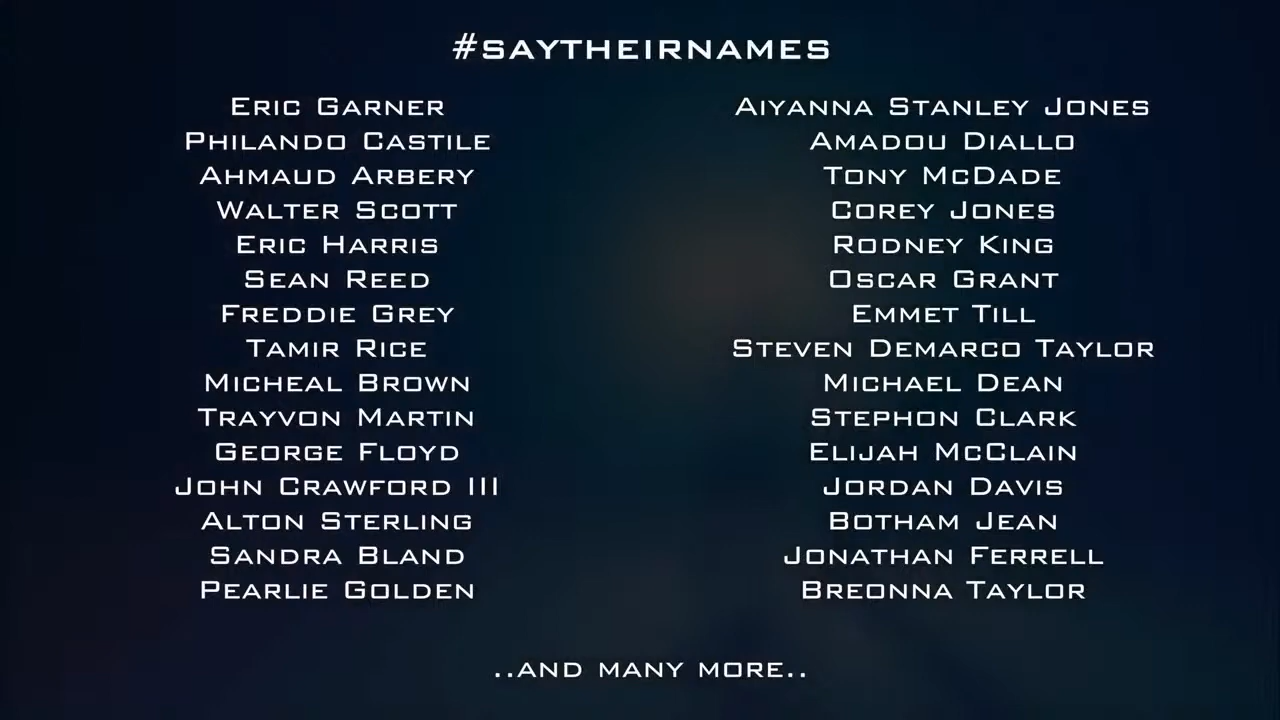 #SAYTHEIRNAMES
ERIC GARNER
PHILANDO CASTILE
AHMAUD ARBERY
WALTER SCOTT
ERIC HARRIS
SEAN REED
FREDDIE GREY
TAMIR RICE
MICHEAL BROWN
TRAYVON MARTIN
GEORGE FLOYD
JOHN CRAWFORD III
ALTON STERLING
SANDRA BLAND
PEARLIE GOLDEN
AIYANNA STANLEY JONES
AMADOU DIALLO
TONY MCDADE
COREY JONES
RODNEY KING
OSCAR GRANT
EMMET TILL
STEVEN DEMARCO TAYLOR
MICHAEL DEAN
STEPHON CLARK
ELIJAH MCCLAIN
JORDAN DAVIS
BOTHAM JEAN
JONATHAN FERRELL
BREONNA TAYLOR
..AND MANY MORE..